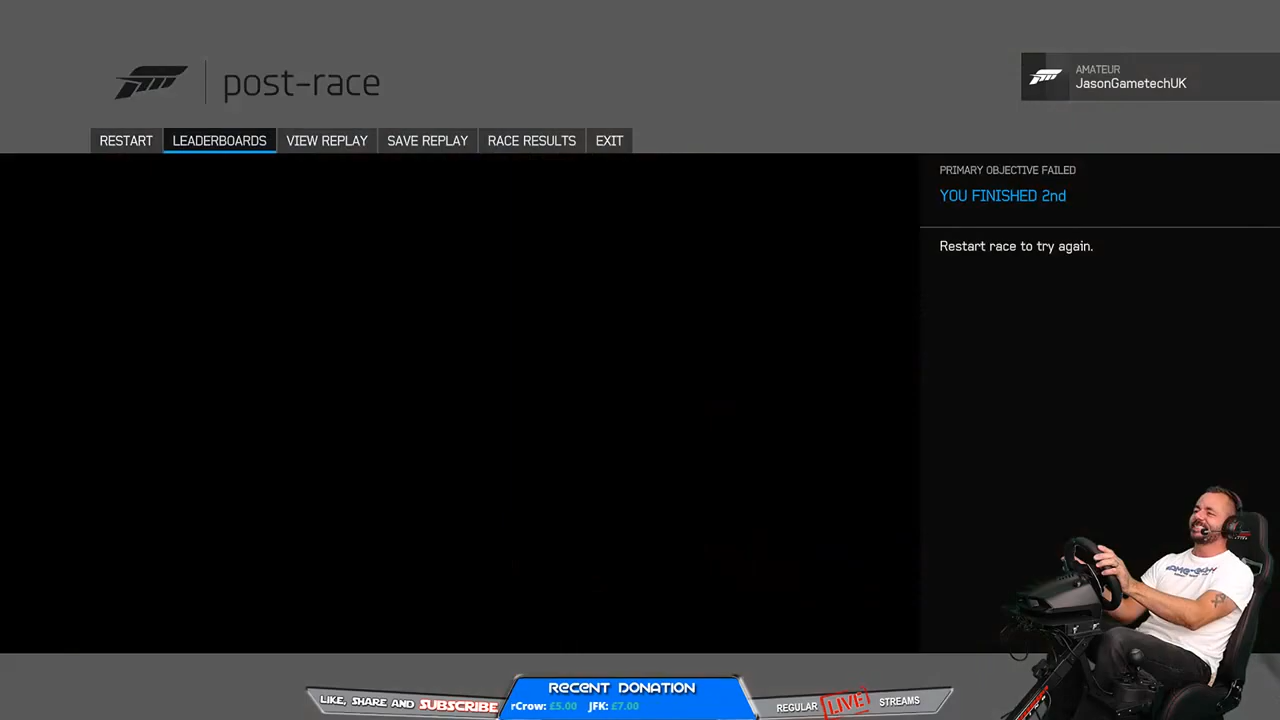 post-race
AMATEUR
JasonGametechUK
RESTART LEADERBOARDS VIEW REPLAY SAVE REPLAY RACE RESULTS EXIT
PRIMARY OBJECTIVE FAILED
YOU FINISHED 2nd
Restart race to try again.
RECENT DONATION
LIKE, SHARE AND SUBSCRIBE
rCrow: £5.00 JFK: £7.00
REGULAR LIVE STREAMS